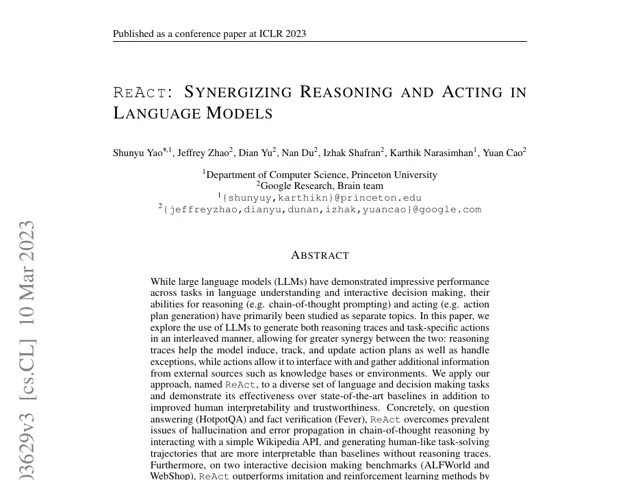 Published as a conference paper at ICLR 2023
REACT: SYNERGIZING REASONING AND ACTING IN
LANGUAGE MODELS
Shunyu Yao*,1, Jeffrey Zhao2, Dian Yu2, Nan Du2, Izhak Shafran2, Karthik Narasimhan1, Yuan Cao2
1Department of Computer Science, Princeton University
2Google Research, Brain team
1{shunyuy,karthikn}@princeton.edu
2{jeffreyzhao,dianyu,dunan,izhak,yuancao}@google.com
ABSTRACT
While large language models (LLMs) have demonstrated impressive performance
across tasks in language understanding and interactive decision making, their
abilities for reasoning (e.g. chain-of-thought prompting) and acting (e.g. action
plan generation) have primarily been studied as separate topics. In this paper, we
explore the use of LLMs to generate both reasoning traces and task-specific actions
in an interleaved manner, allowing for greater synergy between the two: reasoning
traces help the model induce, track, and update action plans as well as handle
exceptions, while actions allow it to interface with and gather additional information
from external sources such as knowledge bases or environments. We apply our
approach, named ReAct, to a diverse set of language and decision making tasks
and demonstrate its effectiveness over state-of-the-art baselines in addition to
improved human interpretability and trustworthiness. Concretely, on question
answering (HotpotQA) and fact verification (Fever), ReAct overcomes prevalent
issues of hallucination and error propagation in chain-of-thought reasoning by
interacting with a simple Wikipedia API, and generating human-like task-solving
trajectories that are more interpretable than baselines without reasoning traces.
Furthermore, on two interactive decision making benchmarks (ALFWorld and
WebShop), ReAct outperforms imitation and reinforcement learning methods by
03629v3 [cs.CL] 10 Mar 2023